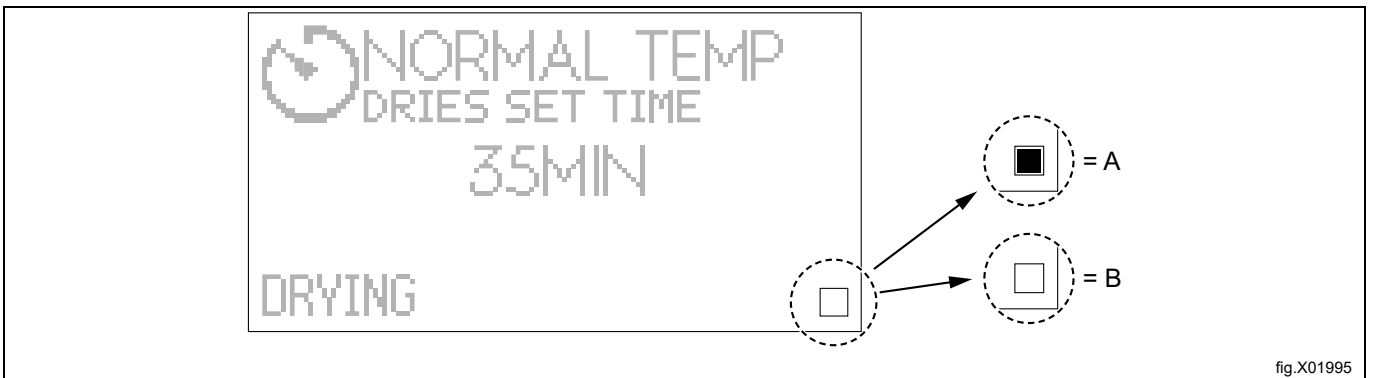 NORMAL TEMP
DRIES SET TIME
35MIN
DRYING
= A
= B
fig.X01995